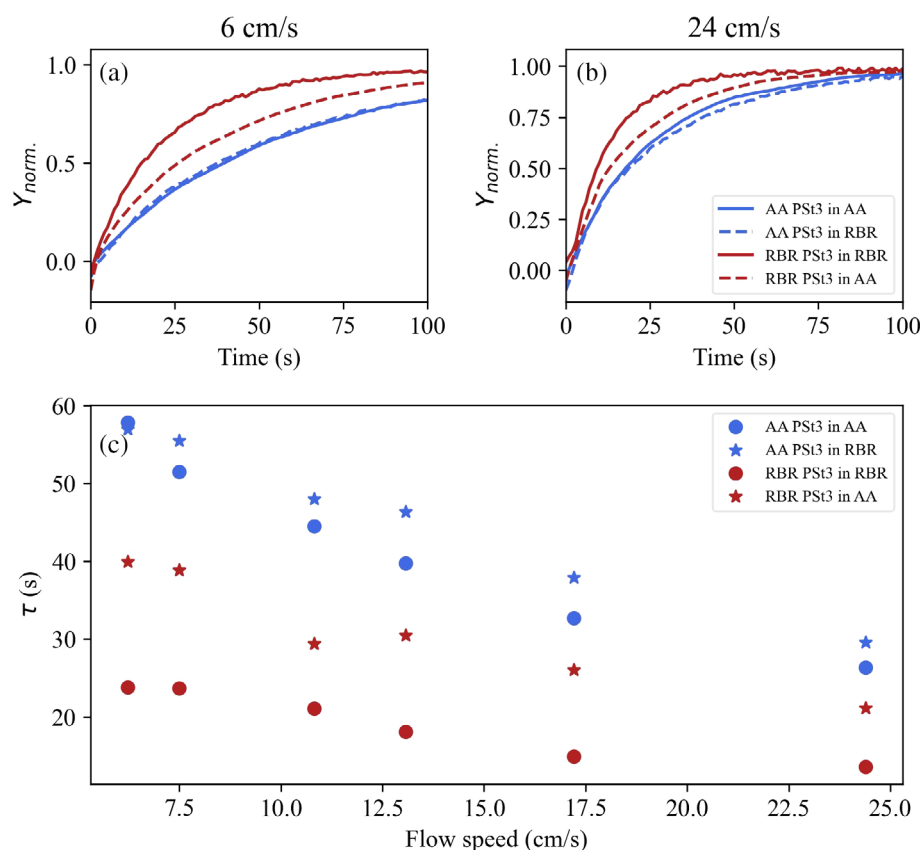 6 cm/s
24 cm/s
(a)
1.0
0.5
0.0
Y_norm.
0
25
50
75
100
Time (s)
(b)
1.00
0.75
0.50
0.25
0.00
Y_norm.
AA PSt3 in AA
AA PSt3 in RBR
RBR PSt3 in RBR
RBR PSt3 in AA
0
25
50
75
100
Time (s)
(c)
60
50
40
30
20
τ (s)
AA PSt3 in AA
AA PSt3 in RBR
RBR PSt3 in RBR
RBR PSt3 in AA
7.5
10.0
12.5
15.0
17.5
20.0
22.5
25.0
Flow speed (cm/s)